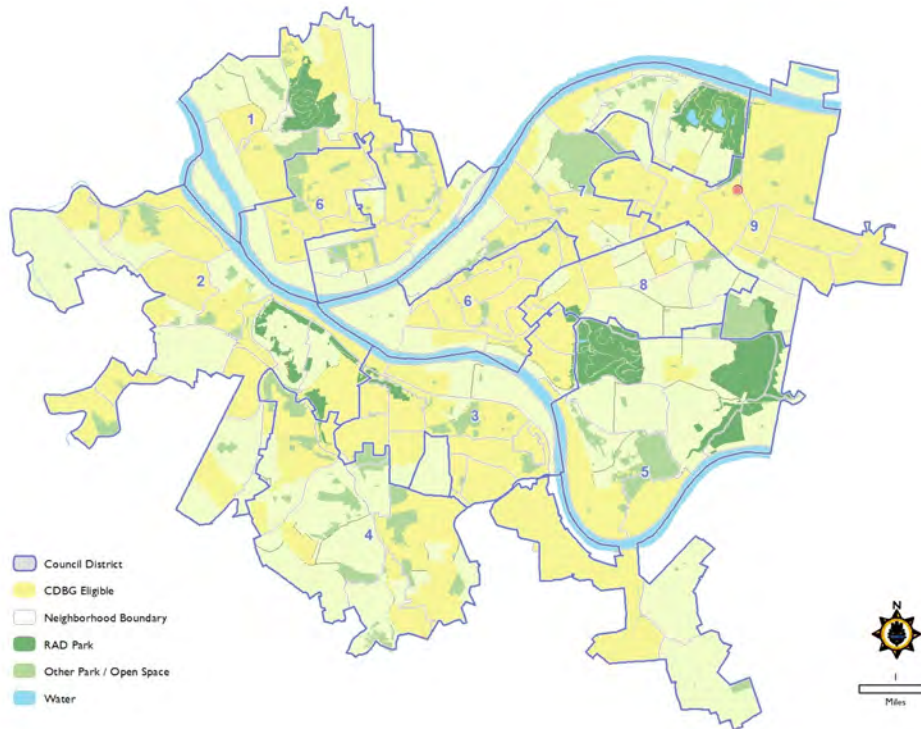 1
6
7
9
2
6
8
3
5
4
Council District
CDBG Eligible
Neighborhood Boundary
RAD Park
Other Park / Open Space
Water
N
1
Miles